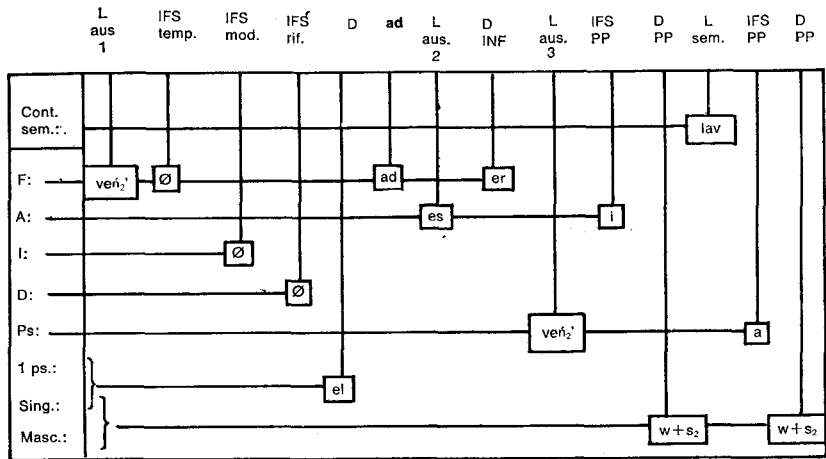 L IFS IFS IFS D ad L D L IFS D L IFS D
aus temp. mod. rif. aus. INF aus. PP PP sem. PP PP
1 2 3
Cont.
sem.:
lav
F: veń₂' Ø ad er
A: es i
I: Ø
D: Ø
Ps: veń₂' a
1 ps.:
el
Sing.:
Masc.: w+s₂ w+s₂